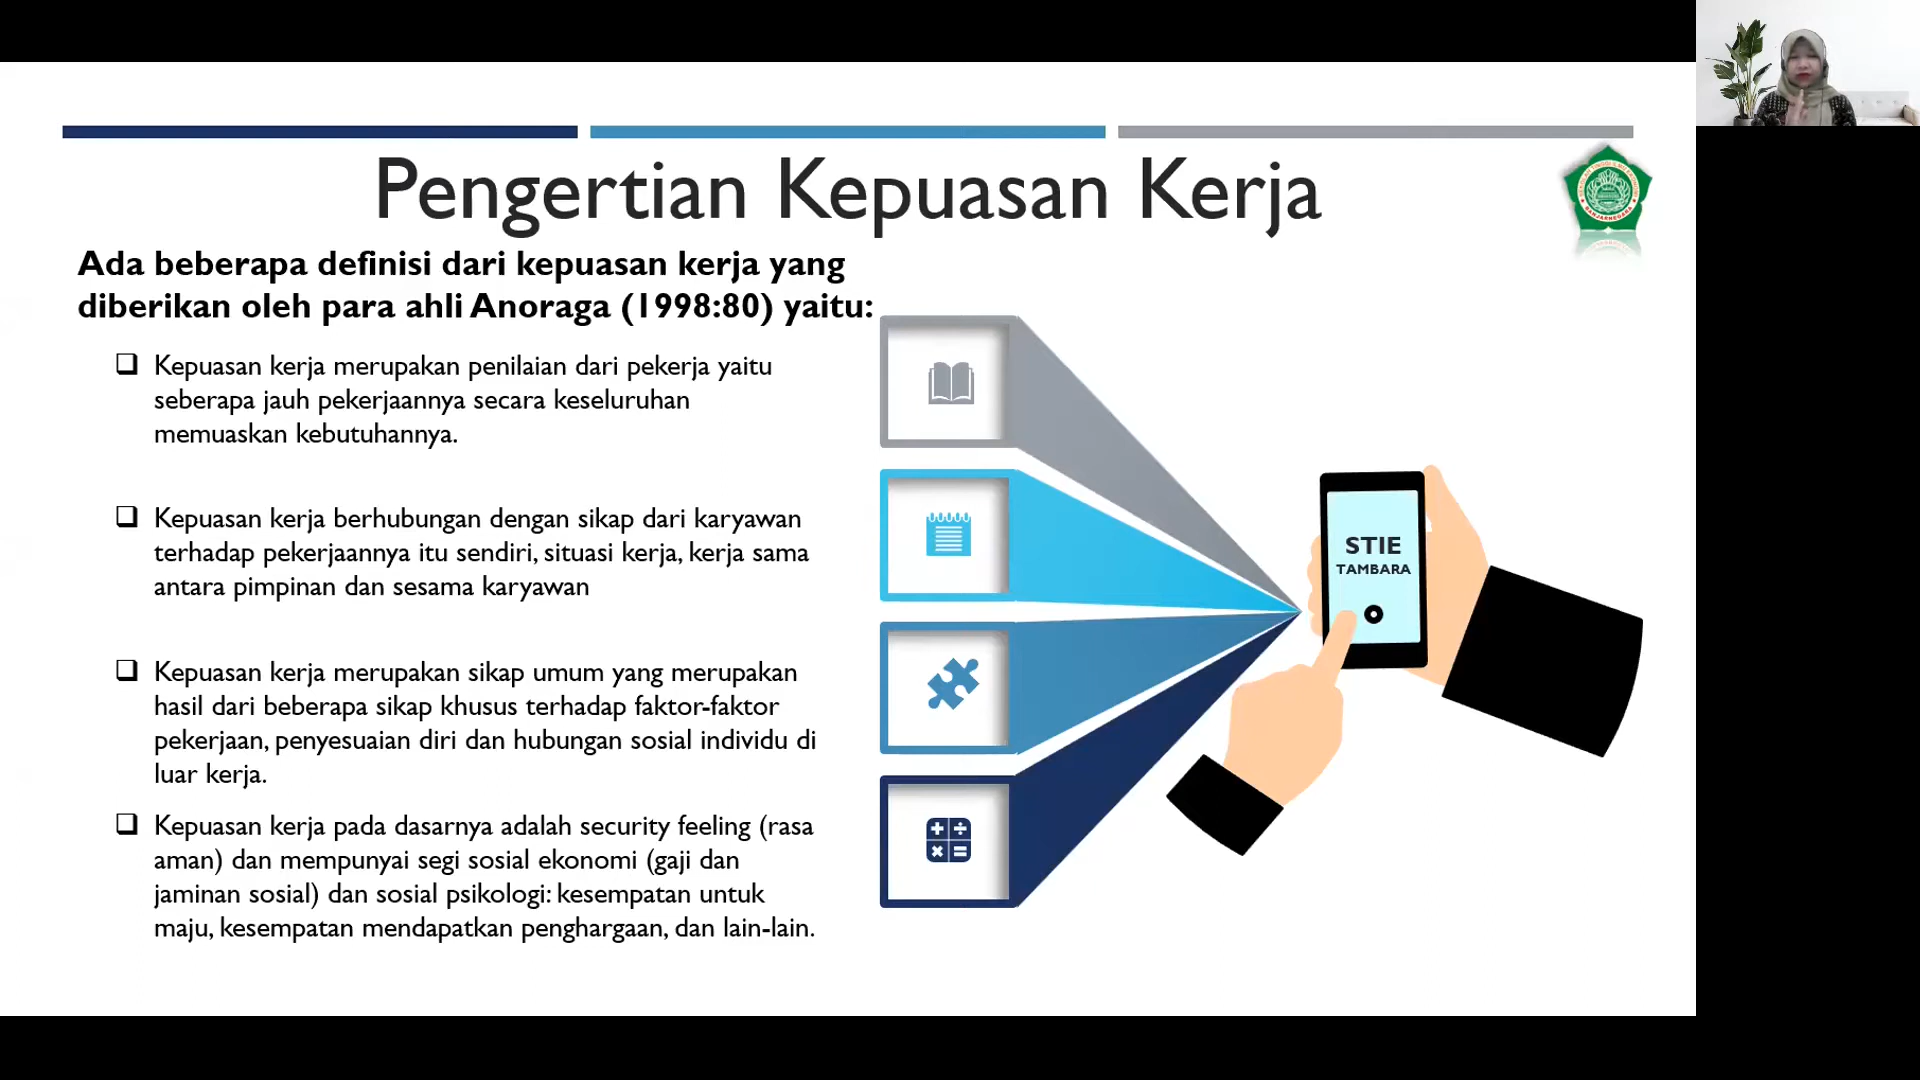 Pengertian Kepuasan Kerja
Ada beberapa definisi dari kepuasan kerja yang
diberikan oleh para ahli Anoraga (1998:80) yaitu:
❑ Kepuasan kerja merupakan penilaian dari pekerja yaitu
seberapa jauh pekerjaannya secara keseluruhan
memuaskan kebutuhannya.
❑ Kepuasan kerja berhubungan dengan sikap dari karyawan
terhadap pekerjaannya itu sendiri, situasi kerja, kerja sama
antara pimpinan dan sesama karyawan
❑ Kepuasan kerja merupakan sikap umum yang merupakan
hasil dari beberapa sikap khusus terhadap faktor-faktor
pekerjaan, penyesuaian diri dan hubungan sosial individu di
luar kerja.
❑ Kepuasan kerja pada dasarnya adalah security feeling (rasa
aman) dan mempunyai segi sosial ekonomi (gaji dan
jaminan sosial) dan sosial psikologi: kesempatan untuk
maju, kesempatan mendapatkan penghargaan, dan lain-lain.
STIE
TAMBARA
BANJARNEGARA